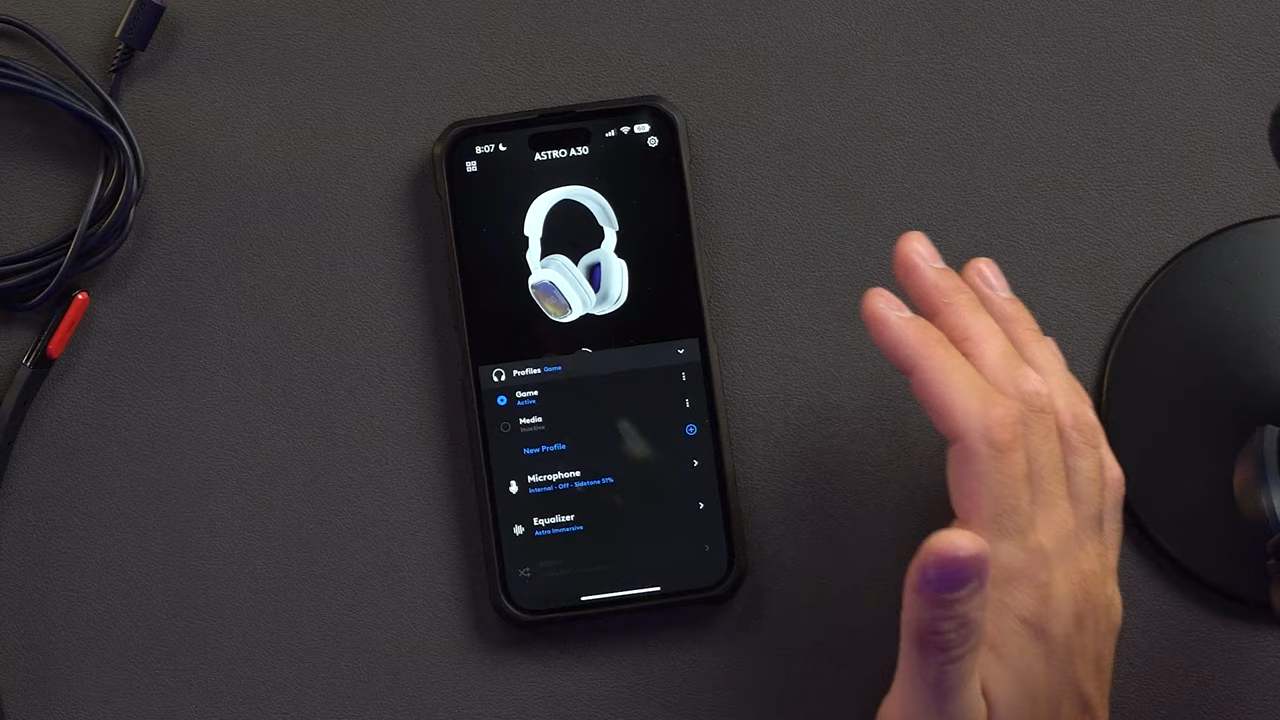 8:07
60
ASTRO A30
Profiles Game
Game
Active
Media
Inactive
New Profile
Microphone
Internal - Off - Sidetone 51%
Equalizer
Astro Immersive